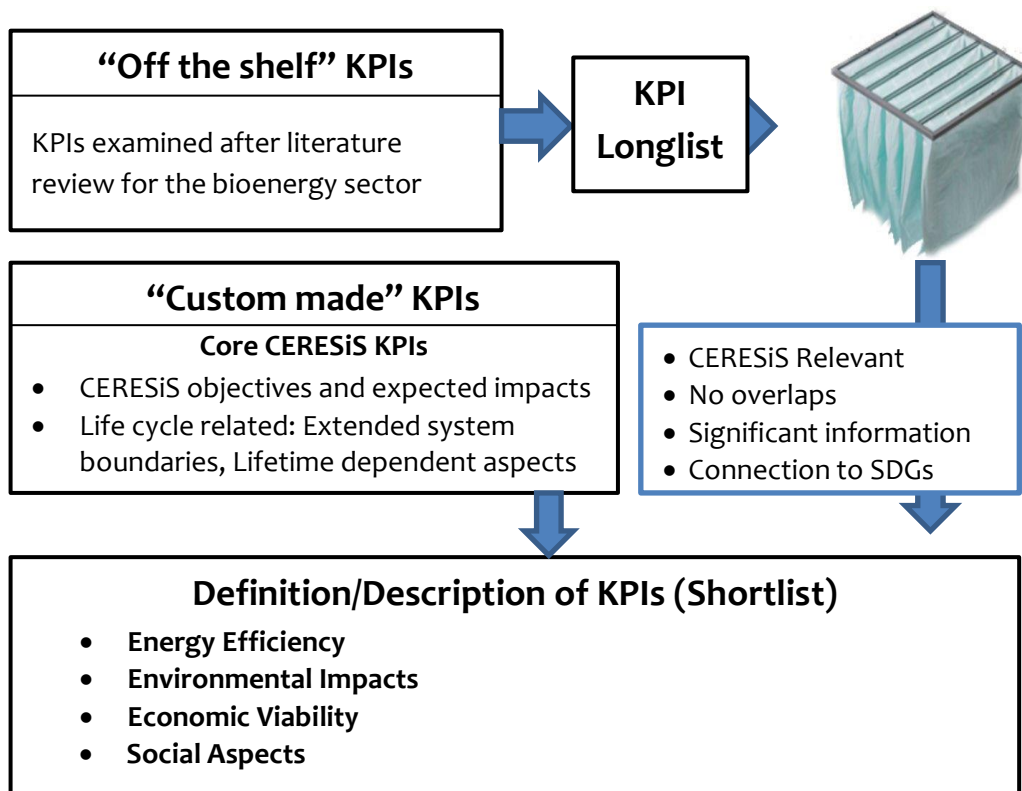 “Off the shelf” KPIs
KPIs examined after literature
review for the bioenergy sector
KPI
Longlist
“Custom made” KPIs
Core CERESiS KPIs
• CERESiS objectives and expected impacts
• Life cycle related: Extended system
boundaries, Lifetime dependent aspects
• CERESiS Relevant
• No overlaps
• Significant information
• Connection to SDGs
Definition/Description of KPIs (Shortlist)
• Energy Efficiency
• Environmental Impacts
• Economic Viability
• Social Aspects